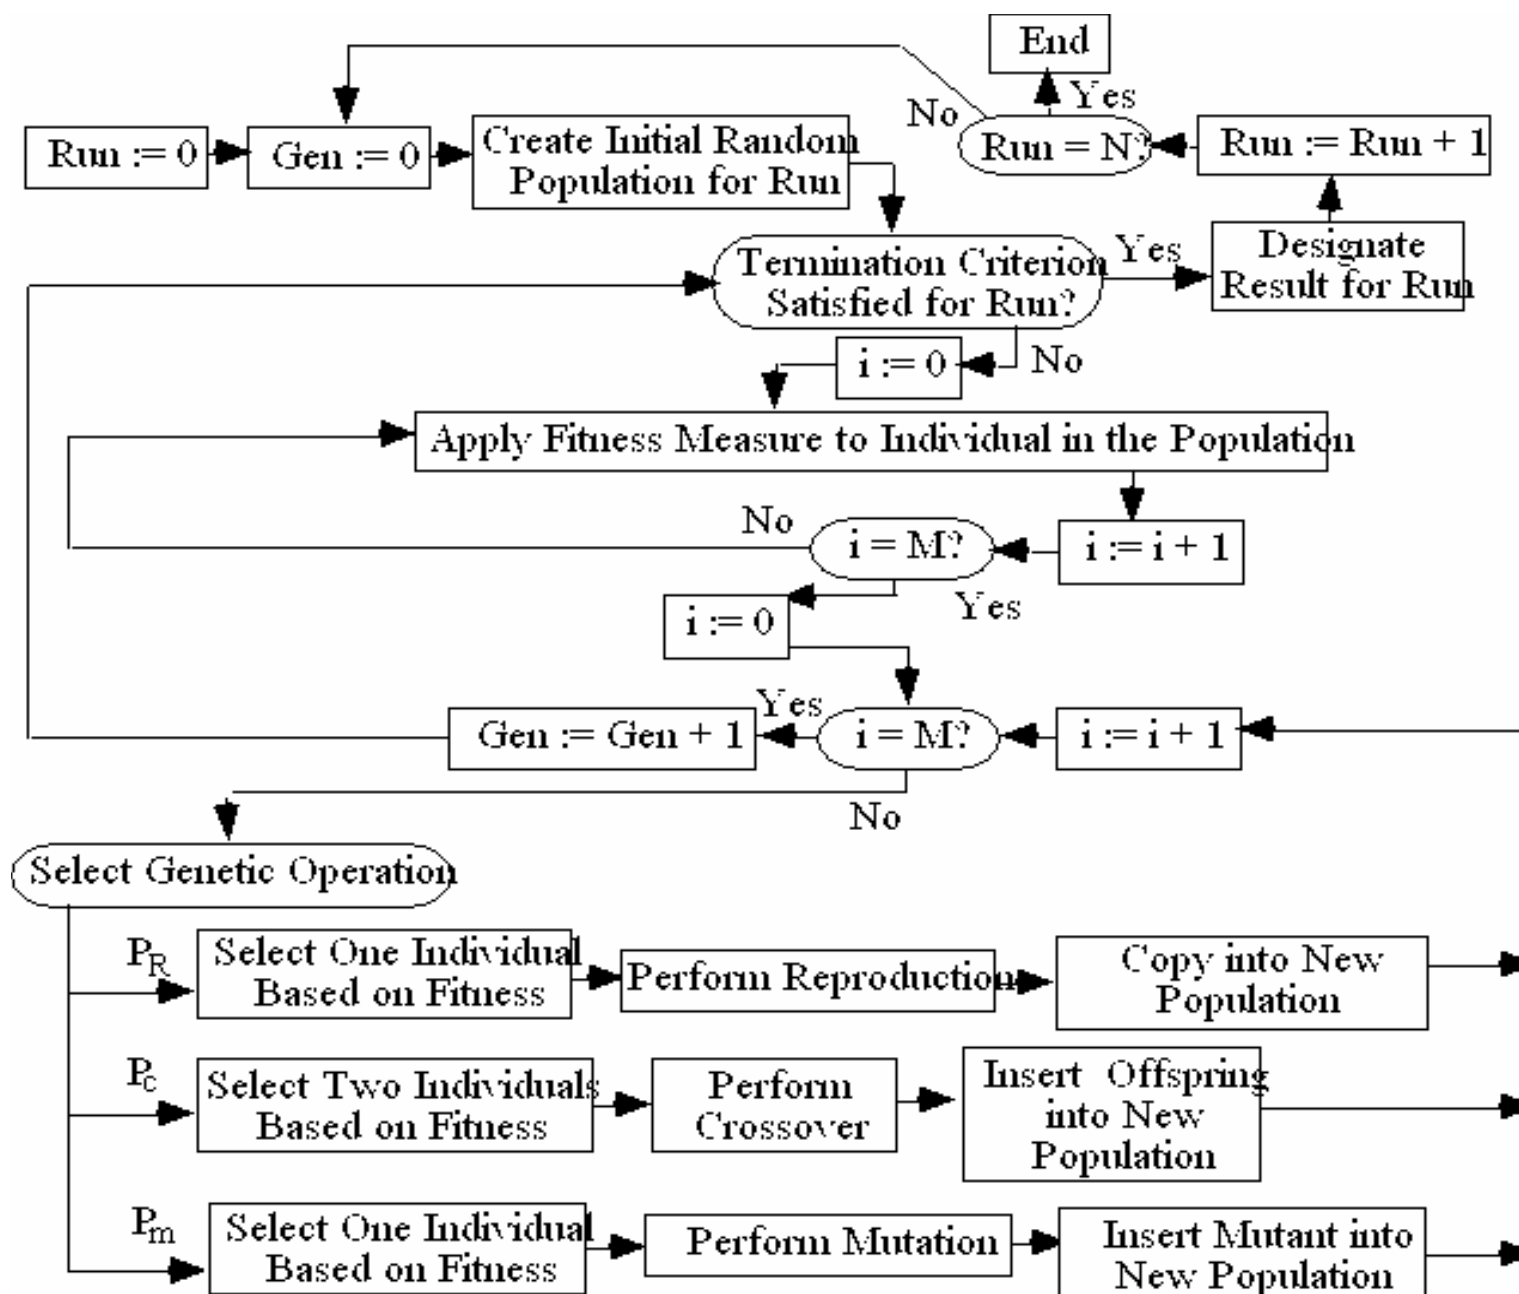 End
No
Yes
Run := 0
Gen := 0
Create Initial Random
Population for Run
Run = N?
Run := Run + 1
Termination Criterion
Satisfied for Run?
Yes
Designate
Result for Run
i := 0
No
Apply Fitness Measure to Individual in the Population
No
i = M?
i := i + 1
i := 0
Yes
Gen := Gen + 1
Yes
i = M?
i := i + 1
No
Select Genetic Operation
PR
Select One Individual
Based on Fitness
Perform Reproduction
Copy into New
Population
Pc
Select Two Individuals
Based on Fitness
Perform
Crossover
Insert Offspring
into New
Population
Pm
Select One Individual
Based on Fitness
Perform Mutation
Insert Mutant into
New Population